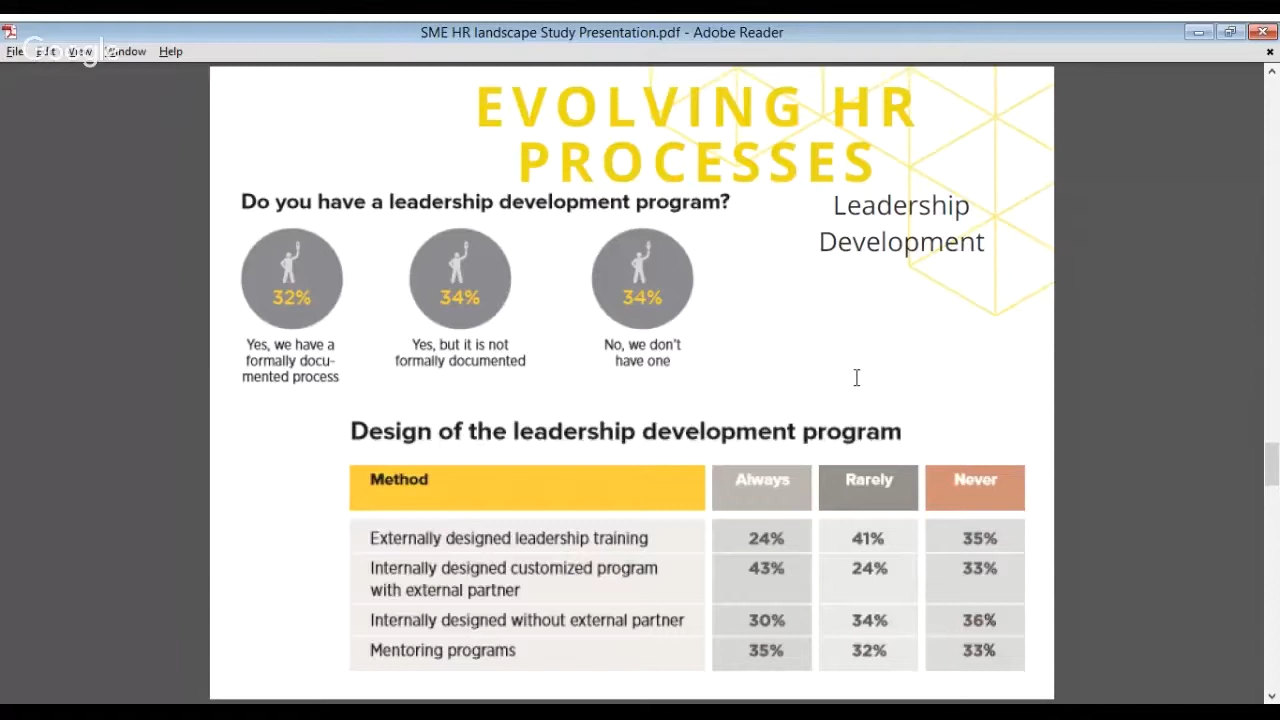 SME HR landscape Study Presentation.pdf - Adobe Reader
File Edit View Window Help
Google
EVOLVING HR
PROCESSES
Leadership
Development
Do you have a leadership development program?
32% 34% 34%
Yes, we have a
formally docu-
mented process
Yes, but it is not
formally documented
No, we don't
have one
Design of the leadership development program
Method Always Rarely Never
Externally designed leadership training 24% 41% 35%
Internally designed customized program
with external partner 43% 24% 33%
Internally designed without external partner 30% 34% 36%
Mentoring programs 35% 32% 33%